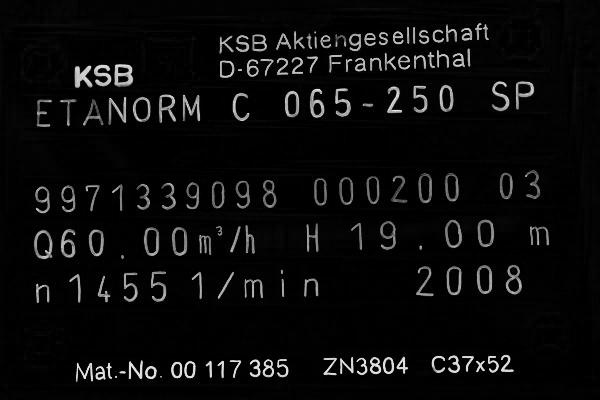 KSB Aktiengesellschaft
KSB D-67227 Frankenthal
ETANORM C 065-250 SP
9971339098 000200 03
Q60.00m³/h H 19.00 m
n 1455 1/min 2008
Mat.-No. 00 117 385 ZN3804 C37x52